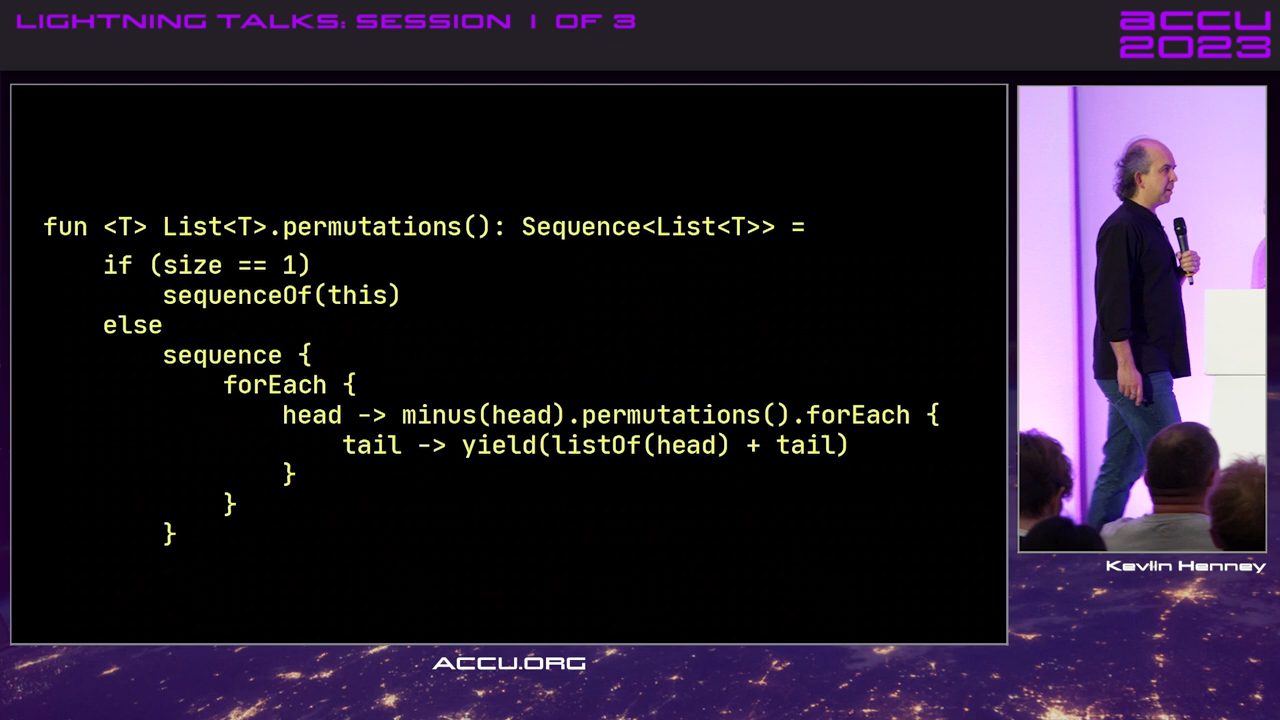 LIGHTNING TALKS: SESSION 1 OF 3
accu
2023
fun <T> List<T>.permutations(): Sequence<List<T>> =
    if (size == 1)
        sequenceOf(this)
    else
        sequence {
            forEach {
                head -> minus(head).permutations().forEach {
                    tail -> yield(listOf(head) + tail)
                }
            }
        }
Kevlin Henney
ACCU.ORG